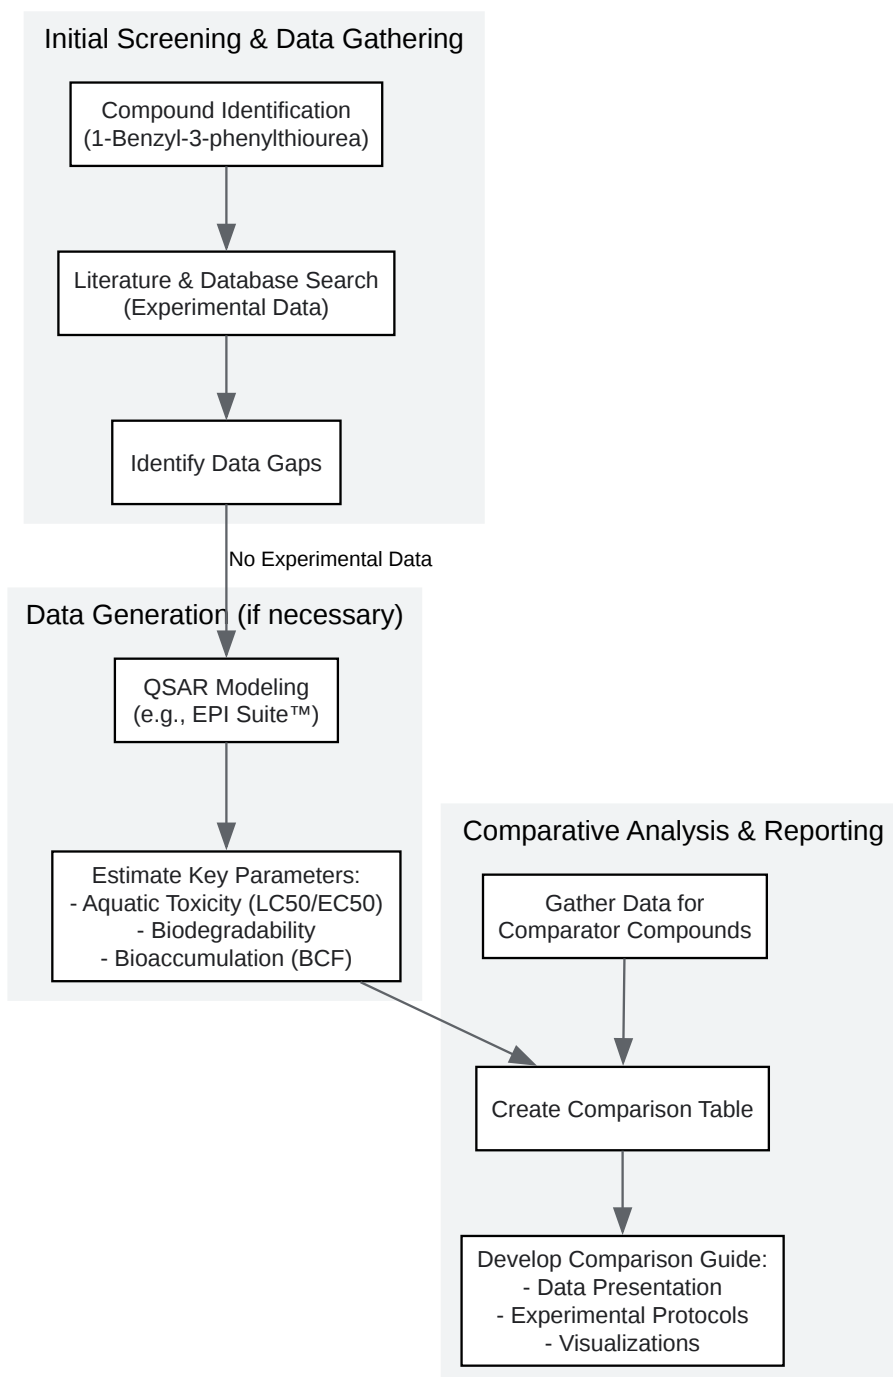 Initial Screening & Data Gathering
Compound Identification
(1-Benzyl-3-phenylthiourea)
Literature & Database Search
(Experimental Data)
Identify Data Gaps
No Experimental Data
Data Generation (if necessary)
QSAR Modeling
(e.g., EPI Suite™)
Estimate Key Parameters:
- Aquatic Toxicity (LC50/EC50)
- Biodegradability
- Bioaccumulation (BCF)
Comparative Analysis & Reporting
Gather Data for
Comparator Compounds
Create Comparison Table
Develop Comparison Guide:
- Data Presentation
- Experimental Protocols
- Visualizations